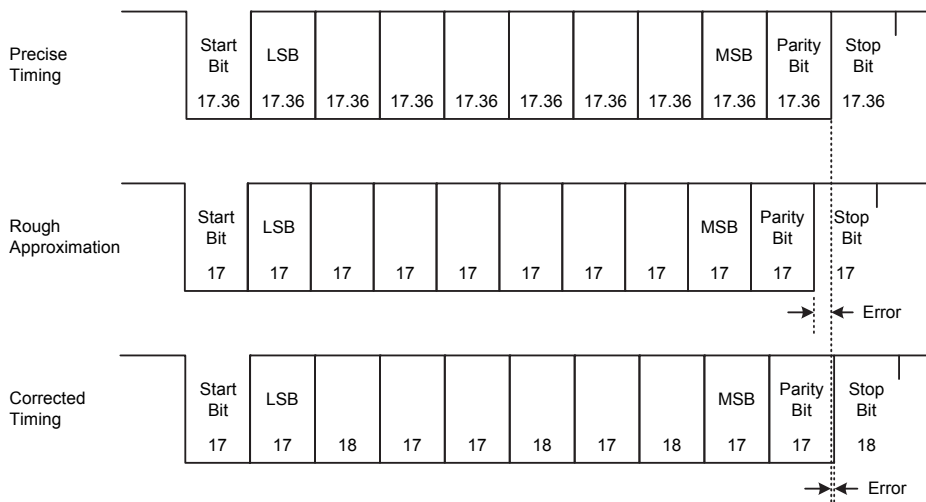 Precise
Timing
Start
Bit
LSB
MSB
Parity
Bit
Stop
Bit
17.36 17.36 17.36 17.36 17.36 17.36 17.36 17.36 17.36 17.36 17.36
Rough
Approximation
Start
Bit
LSB
MSB
Parity
Bit
Stop
Bit
17 17 17 17 17 17 17 17 17 17 17
Error
Corrected
Timing
Start
Bit
LSB
MSB
Parity
Bit
Stop
Bit
17 17 18 17 17 18 17 18 17 17 18
Error